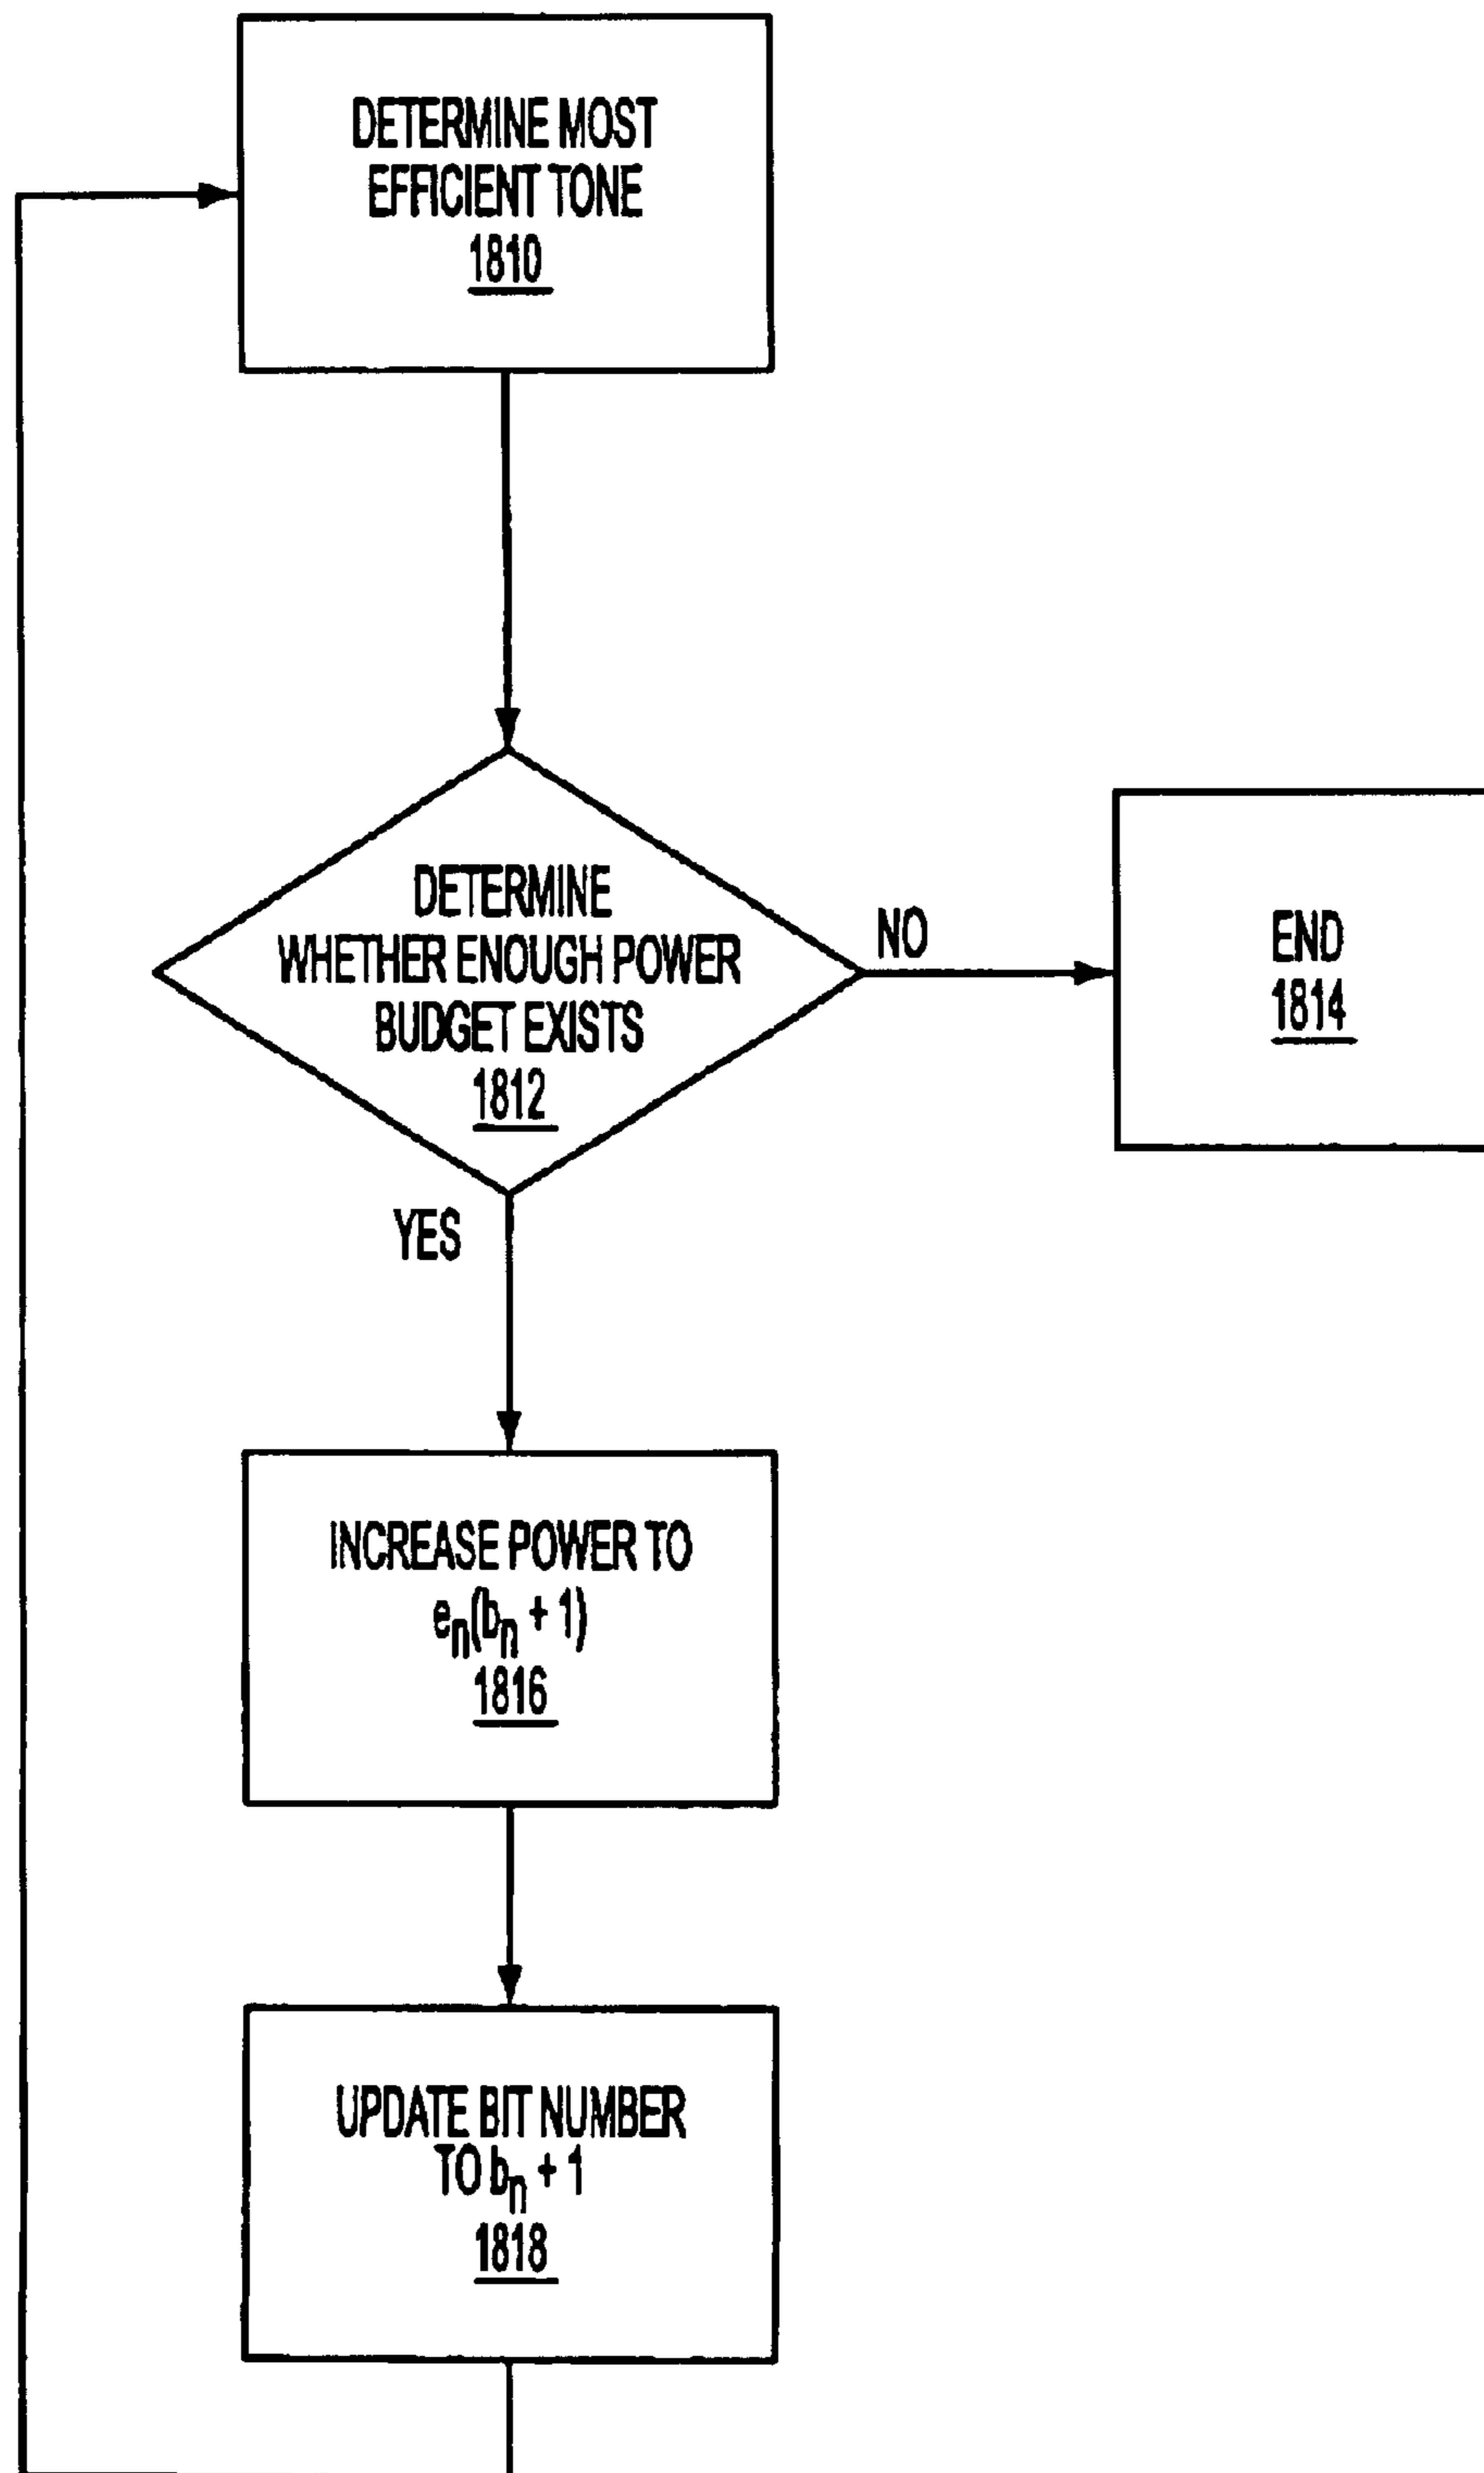 DETERMINE MOST
EFFICIENT TONE
1810
DETERMINE
WHETHER ENOUGH POWER
BUDGET EXISTS
1812
NO
END
1814
YES
INCREASE POWER TO
eₙ(bₙ + 1)
1816
UPDATE BIT NUMBER
TO bₙ + 1
1818